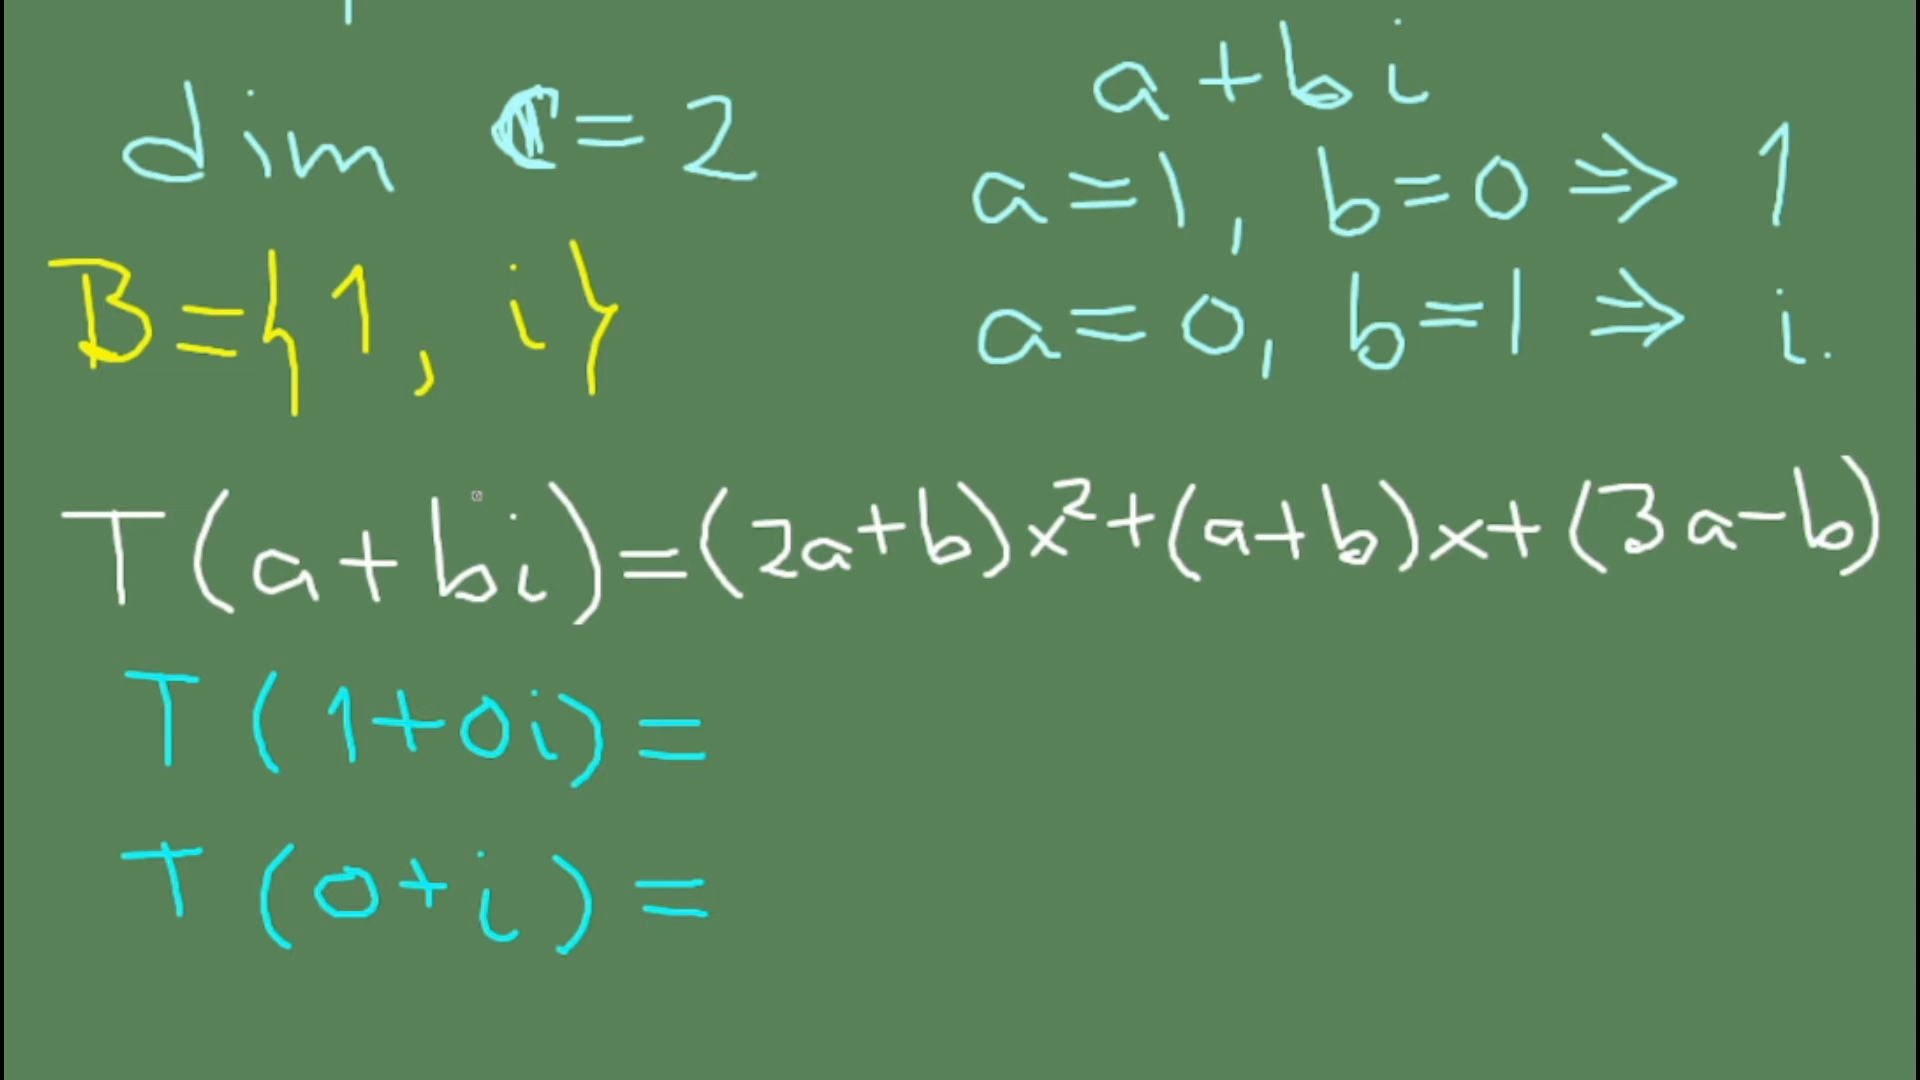 dim ℂ = 2
B = {1, i}
a + bi
a = 1, b = 0 ⇒ 1
a = 0, b = 1 ⇒ i.
T(a+bi) = (2a+b)x²+(a+b)x+(3a-b)
T(1+0i) =
T(0+i) =